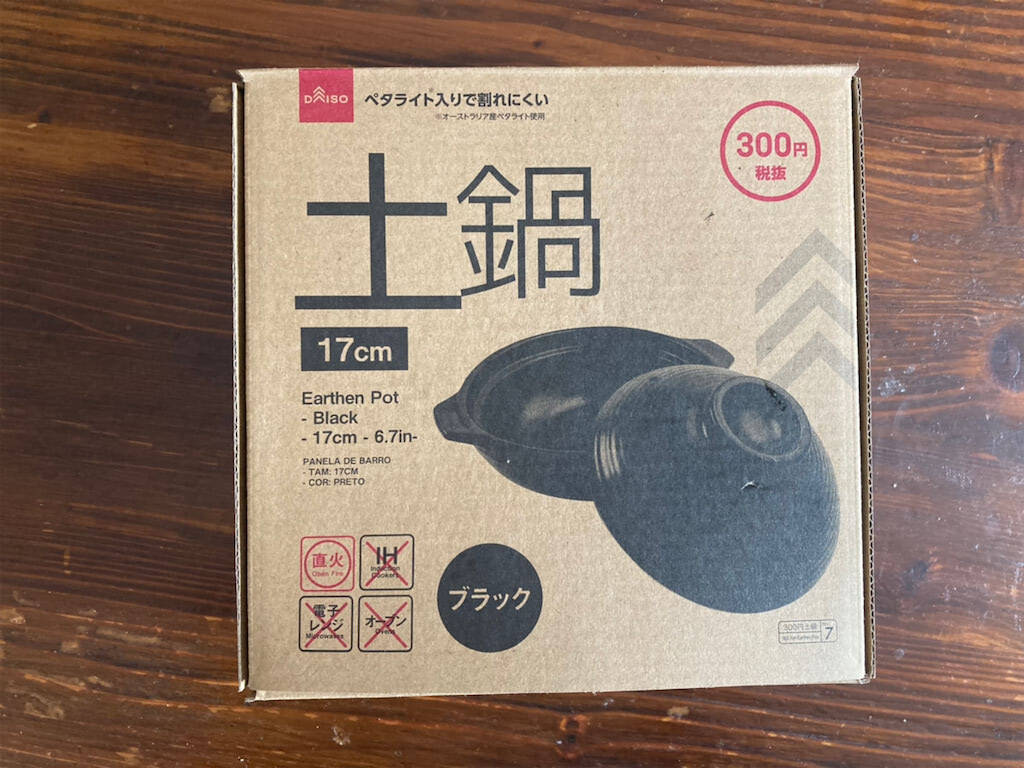 DAISO
ペタライト入りで割れにくい
※オーストラリア産ペタライト使用
300円
税抜
土鍋
17cm
Earthen Pot
- Black
- 17cm - 6.7in-
PANELA DE BARRO
- TAM: 17CM
- COR: PRETO
直火
Open Fire
IH
Induction
Cookers
電子
レンジ
Microwaves
オーブン
Ovens
ブラック
300円土鍋
7